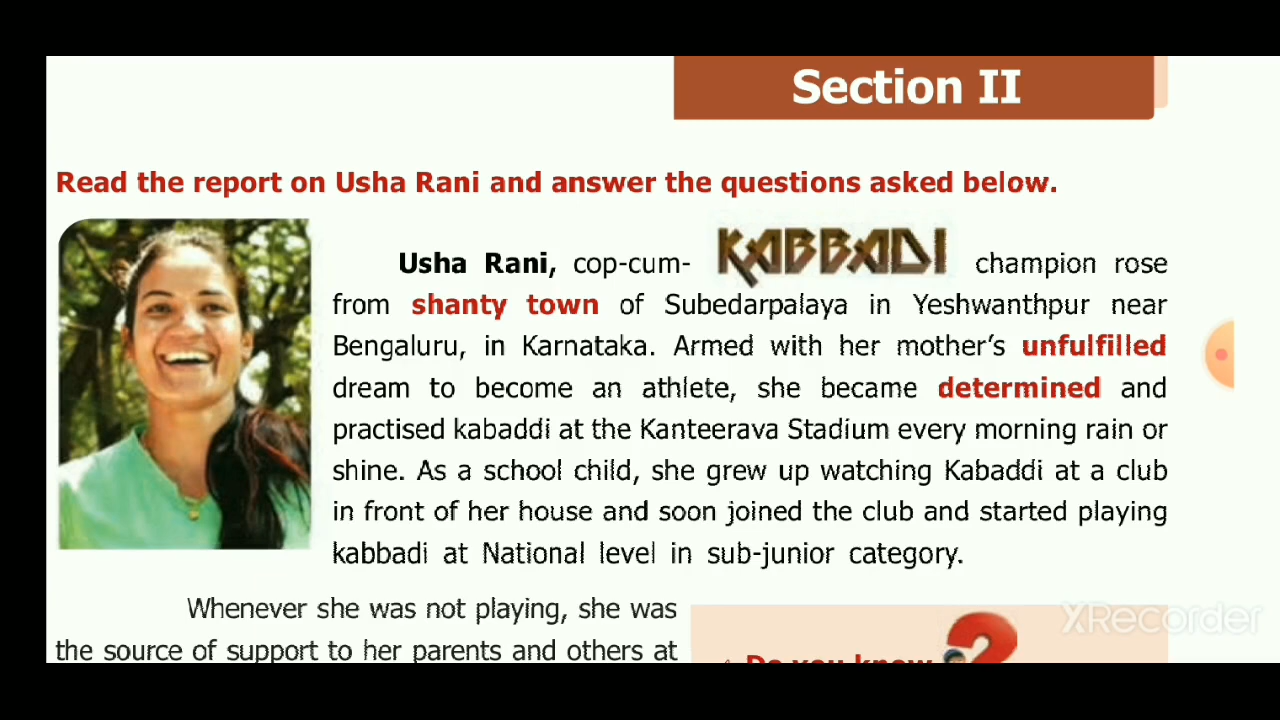 Section II
Read the report on Usha Rani and answer the questions asked below.
Usha Rani, cop-cum- KABBADI champion rose
from shanty town of Subedarpalaya in Yeshwanthpur near
Bengaluru, in Karnataka. Armed with her mother's unfulfilled
dream to become an athlete, she became determined and
practised kabaddi at the Kanteerava Stadium every morning rain or
shine. As a school child, she grew up watching Kabaddi at a club
in front of her house and soon joined the club and started playing
kabbadi at National level in sub-junior category.
Whenever she was not playing, she was
the source of support to her parents and others at
Do you know
?
XRecorder